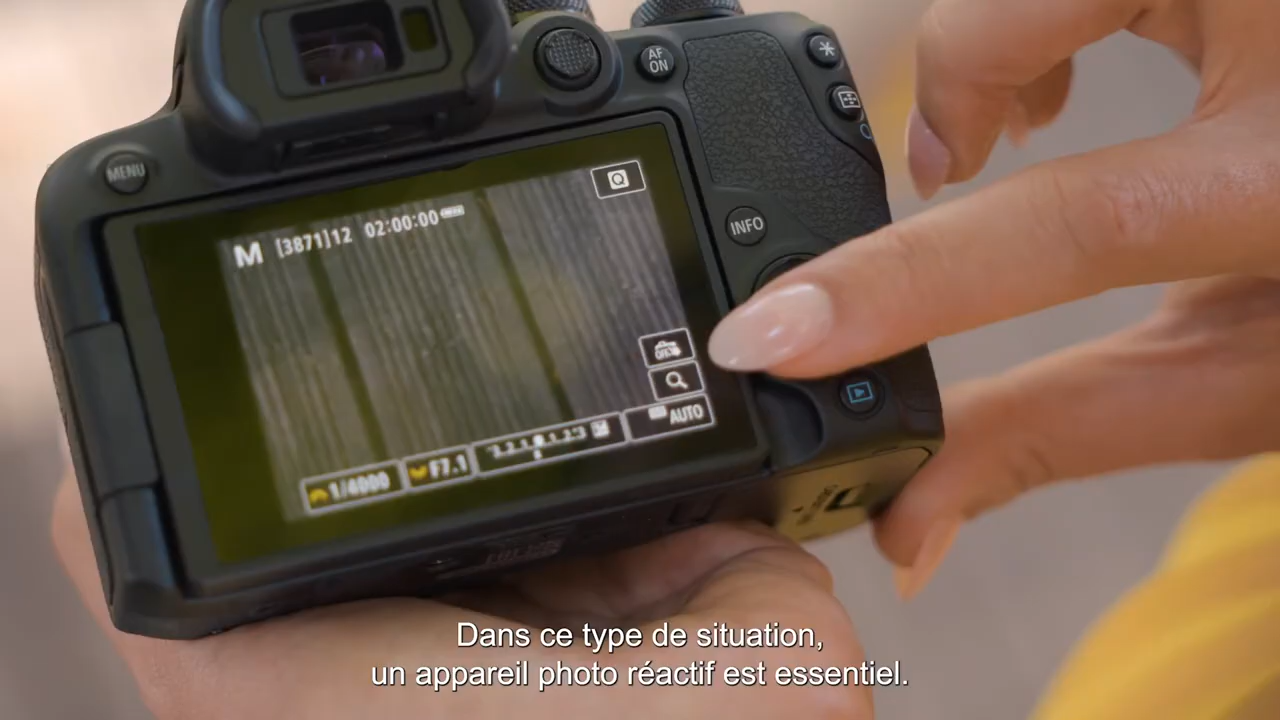 AF
ON
MENU
Q
INFO
M [3871]12 02:00:00
OFF
AUTO
1/4000 F7.1
Dans ce type de situation,
un appareil photo réactif est essentiel.